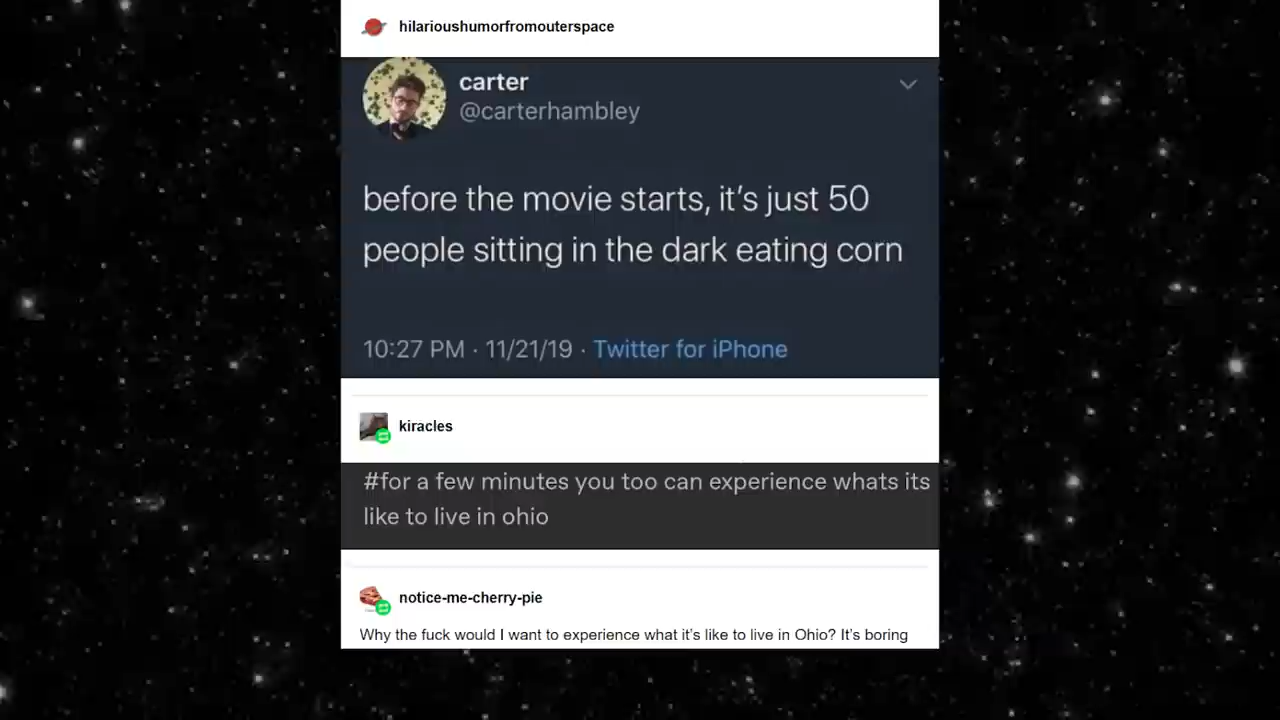 hilarioushumorfromouterspace
carter
@carterhambley
before the movie starts, it's just 50
people sitting in the dark eating corn
10:27 PM · 11/21/19 · Twitter for iPhone
kiracles
#for a few minutes you too can experience whats its
like to live in ohio
notice-me-cherry-pie
Why the fuck would I want to experience what it's like to live in Ohio? It's boring